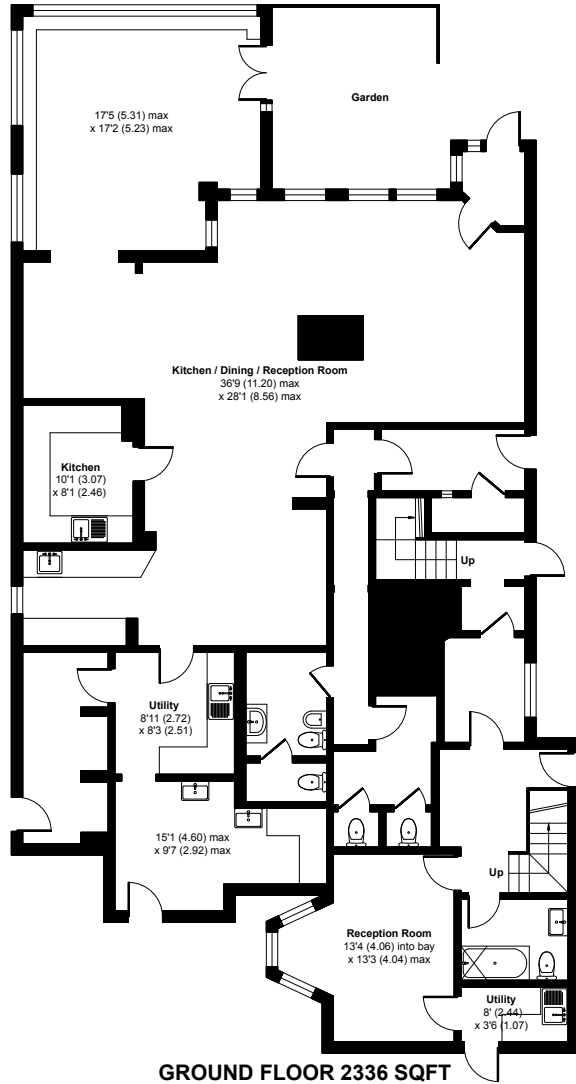 Garden
17'5 (5.31) max
x 17'2 (5.23) max
Kitchen / Dining / Reception Room
36'9 (11.20) max
x 28'1 (8.56) max
Kitchen
10'1 (3.07)
x 8'1 (2.46)
Up
Utility
8'11 (2.72)
x 8'3 (2.51)
15'1 (4.60) max
x 9'7 (2.92) max
Up
Reception Room
13'4 (4.06) into bay
x 13'3 (4.04) max
Utility
8' (2.44)
x 3'6 (1.07)
GROUND FLOOR 2336 SQFT